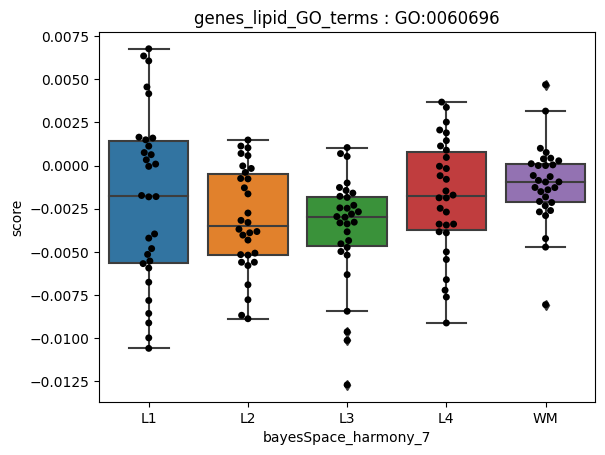 genes_lipid_GO_terms : GO:0060696
0.0075
0.0050
0.0025
0.0000
−0.0025
−0.0050
−0.0075
−0.0100
−0.0125
score
L1 L2 L3 L4 WM
bayesSpace_harmony_7